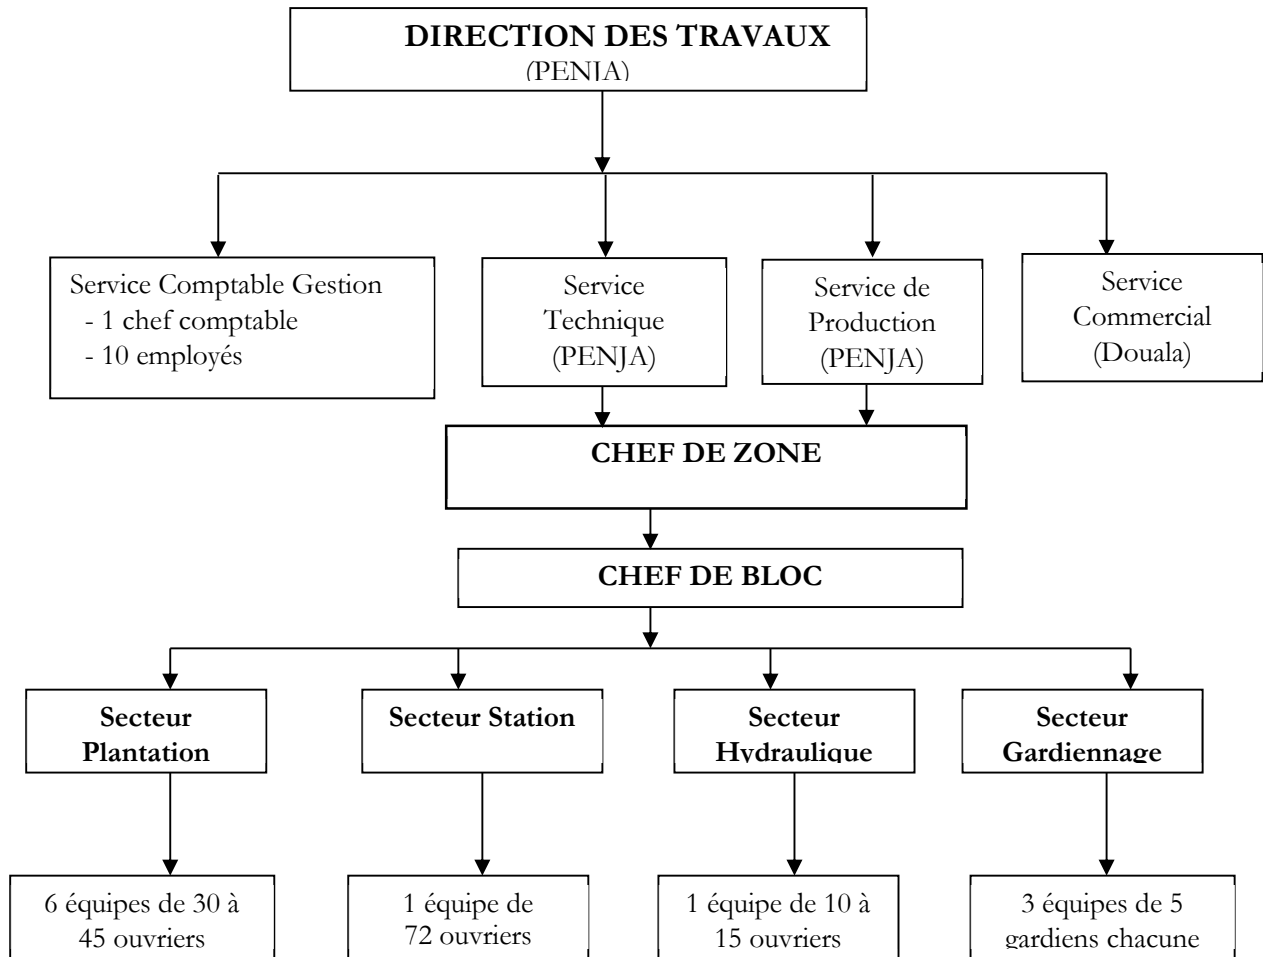 DIRECTION DES TRAVAUX
(PENJA)
Service Comptable Gestion
- 1 chef comptable
- 10 employés
Service
Technique
(PENJA)
Service de
Production
(PENJA)
Service
Commercial
(Douala)
CHEF DE ZONE
CHEF DE BLOC
Secteur
Plantation
Secteur Station
Secteur
Hydraulique
Secteur
Gardiennage
6 équipes de 30 à
45 ouvriers
1 équipe de
72 ouvriers
1 équipe de 10 à
15 ouvriers
3 équipes de 5
gardiens chacune